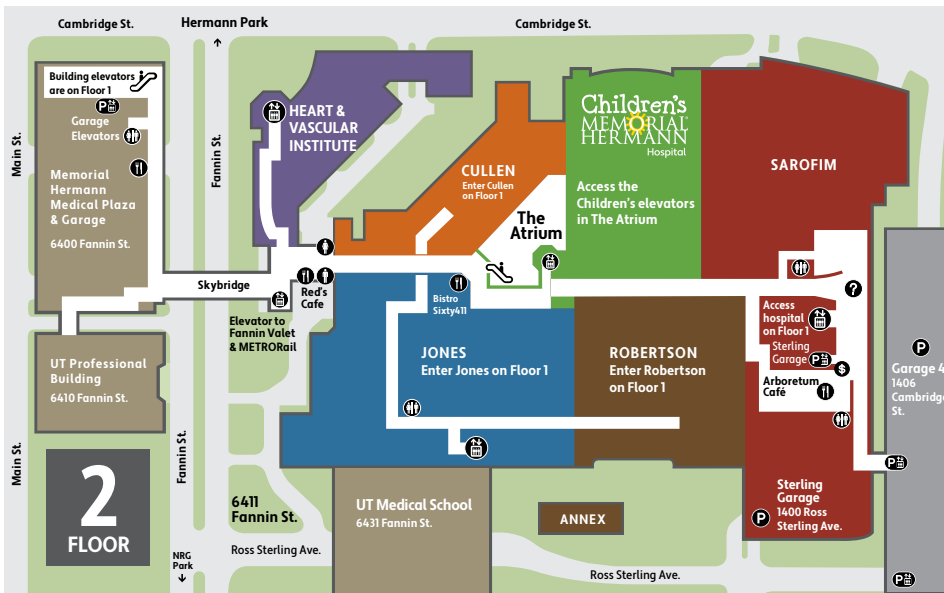 Cambridge St.
Hermann Park
Cambridge St.
Main St.
Fannin St.
Building elevators
are on Floor 1
P
Garage
Elevators
Memorial
Hermann
Medical Plaza
& Garage
6400 Fannin St.
HEART &
VASCULAR
INSTITUTE
CULLEN
Enter Cullen
on Floor 1
The
Atrium
Children's
MEMORIAL
HERMANN
Hospital
Access the
Children's elevators
in The Atrium
SAROFIM
Skybridge
Red's
Cafe
Elevator to
Fannin Valet
& METRORail
Bistro
Sixty411
JONES
Enter Jones on Floor 1
ROBERTSON
Enter Robertson
on Floor 1
?
Access
hospital
on Floor 1
Sterling
Garage
P
$
Arboretum
Café
P
Garage 4
1406
Cambridge
St.
P
UT Professional
Building
6410 Fannin St.
Main St.
Fannin St.
2
FLOOR
6411
Fannin St.
UT Medical School
6431 Fannin St.
ANNEX
Sterling
Garage
1400 Ross
Sterling Ave.
P
NRG
Park
Ross Sterling Ave.
Ross Sterling Ave.
P